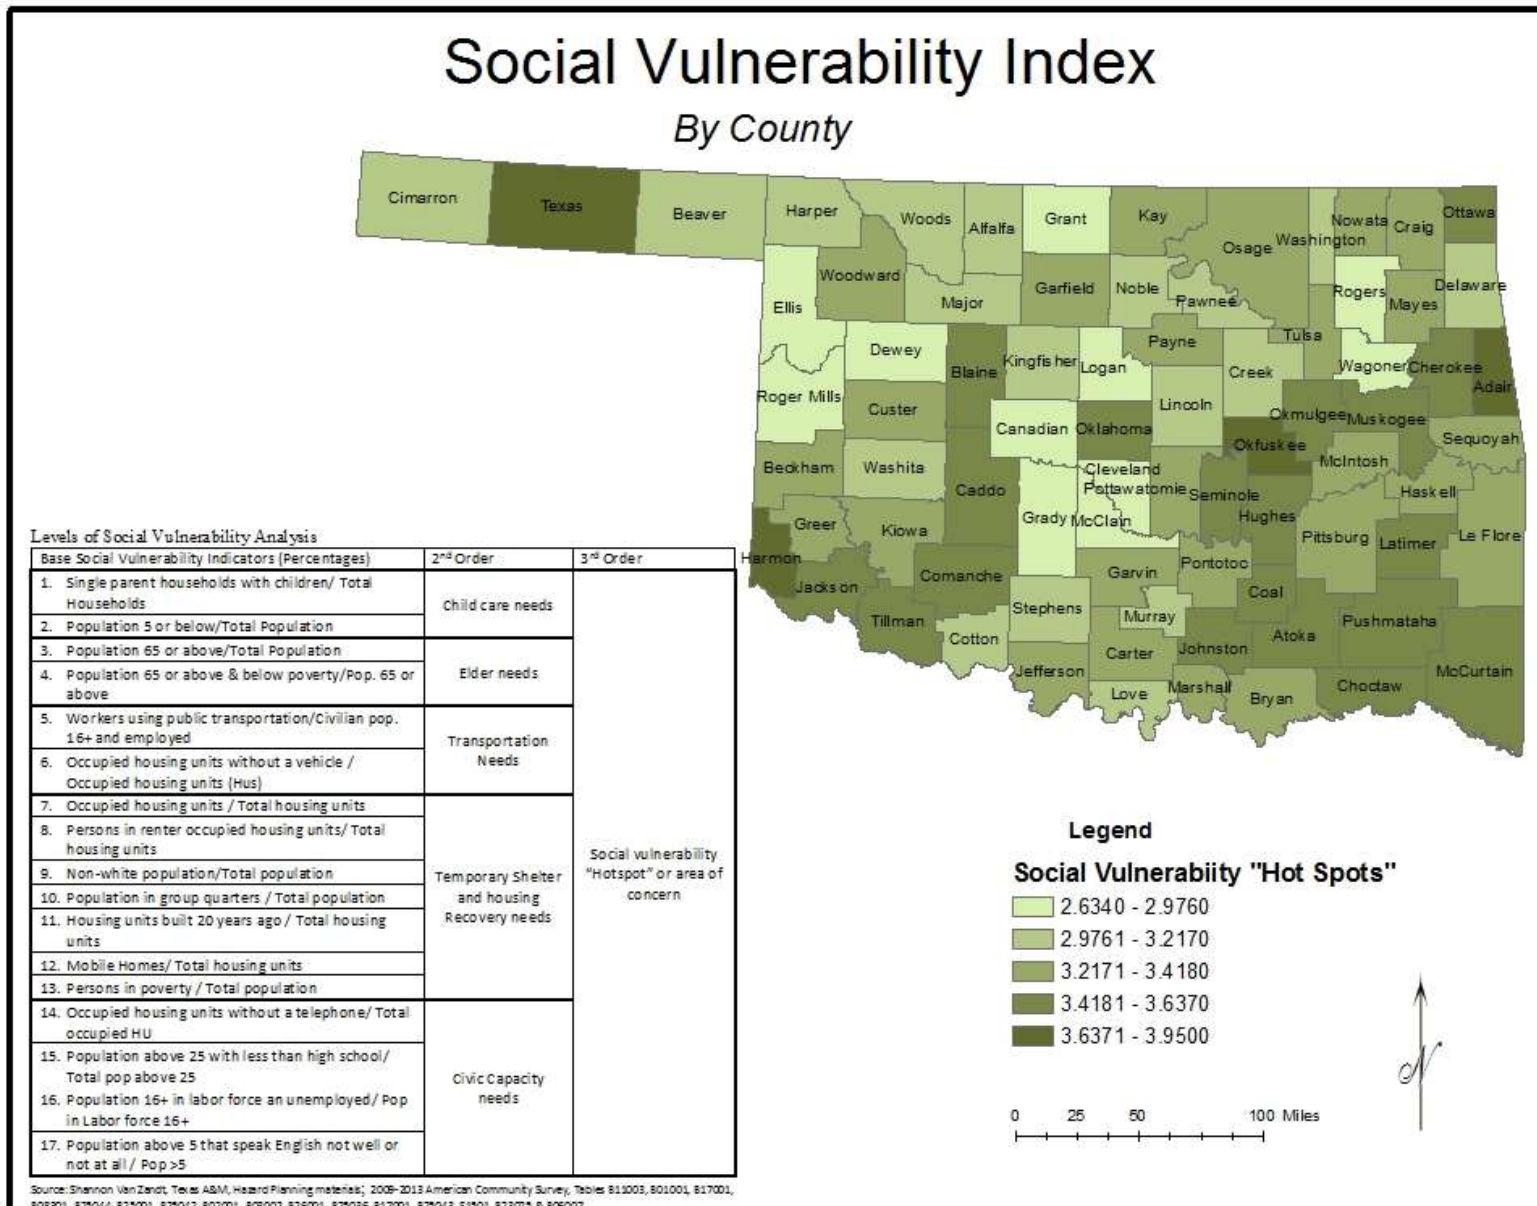 Social Vulnerability Index
By County
Cimarron
Texas
Beaver
Harper
Woods
Alfalfa
Grant
Kay
Osage
Washington
Nowata
Craig
Ottawa
Woodward
Ellis
Major
Garfield
Noble
Pawnee
Rogers
Mayes
Delaware
Dewey
Blaine
Kingfisher
Logan
Payne
Tulsa
Creek
Wagoner
Cherokee
Adair
Roger Mills
Custer
Canadian
Oklahoma
Lincoln
Okmulgee
Muskogee
Okfuskee
Sequoyah
McIntosh
Beckham
Washita
Caddo
Cleveland
Pottawatomie
Seminole
Hughes
Haskell
Pittsburg
Latimer
Le Flore
Greer
Kiowa
Grady
McClain
Harmon
Jackson
Comanche
Garvin
Pontotoc
Coal
Tillman
Stephens
Murray
Cotton
Jefferson
Carter
Johnston
Atoka
Pushmataha
McCurtain
Love
Marshall
Bryan
Choctaw
Levels of Social Vulnerability Analysis
Base Social Vulnerability Indicators (Percentages)
2nd Order
3rd Order
1. Single parent households with children/ Total
Households
2. Population 5 or below/Total Population
Child care needs
3. Population 65 or above/Total Population
4. Population 65 or above & below poverty/Pop. 65 or
above
Elder needs
5. Workers using public transportation/Civilian pop.
16+ and employed
6. Occupied housing units without a vehicle /
Occupied housing units (Hus)
Transportation
Needs
7. Occupied housing units / Total housing units
8. Persons in renter occupied housing units/ Total
housing units
9. Non-white population/Total population
10. Population in group quarters / Total population
11. Housing units built 20 years ago / Total housing
units
12. Mobile Homes/ Total housing units
13. Persons in poverty / Total population
Temporary Shelter
and housing
Recovery needs
14. Occupied housing units without a telephone/ Total
occupied HU
15. Population above 25 with less than high school/
Total pop above 25
16. Population 16+ in labor force an unemployed/ Pop
in Labor force 16+
17. Population above 5 that speak English not well or
not at all / Pop >5
Civic Capacity
needs
Social vulnerability
"Hotspot" or area of
concern
Source: Shannon Van Zandt, Texas A&M, Hazard Planning materials; 2009-2013 American Community Survey, Tables B11003, B01001, B17001,
Legend
Social Vulnerabiity "Hot Spots"
2.6340 - 2.9760
2.9761 - 3.2170
3.2171 - 3.4180
3.4181 - 3.6370
3.6371 - 3.9500
0 25 50 100 Miles
N